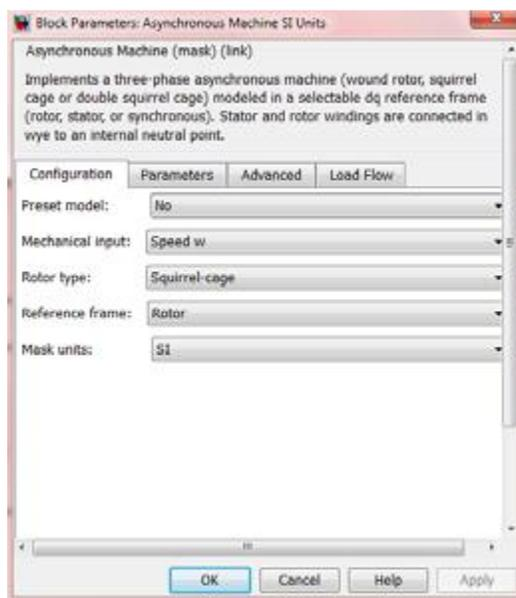 Block Parameters: Asynchronous Machine SI Units
Asynchronous Machine (mask) (link)
Implements a three-phase asynchronous machine (wound rotor, squirrel
cage or double squirrel cage) modeled in a selectable dq reference frame
(rotor, stator, or synchronous). Stator and rotor windings are connected in
wye to an internal neutral point.
Configuration Parameters Advanced Load Flow
Preset model: No
Mechanical input: Speed w
Rotor type: Squirrel-cage
Reference frame: Rotor
Mask units: SI
OK Cancel Help Apply